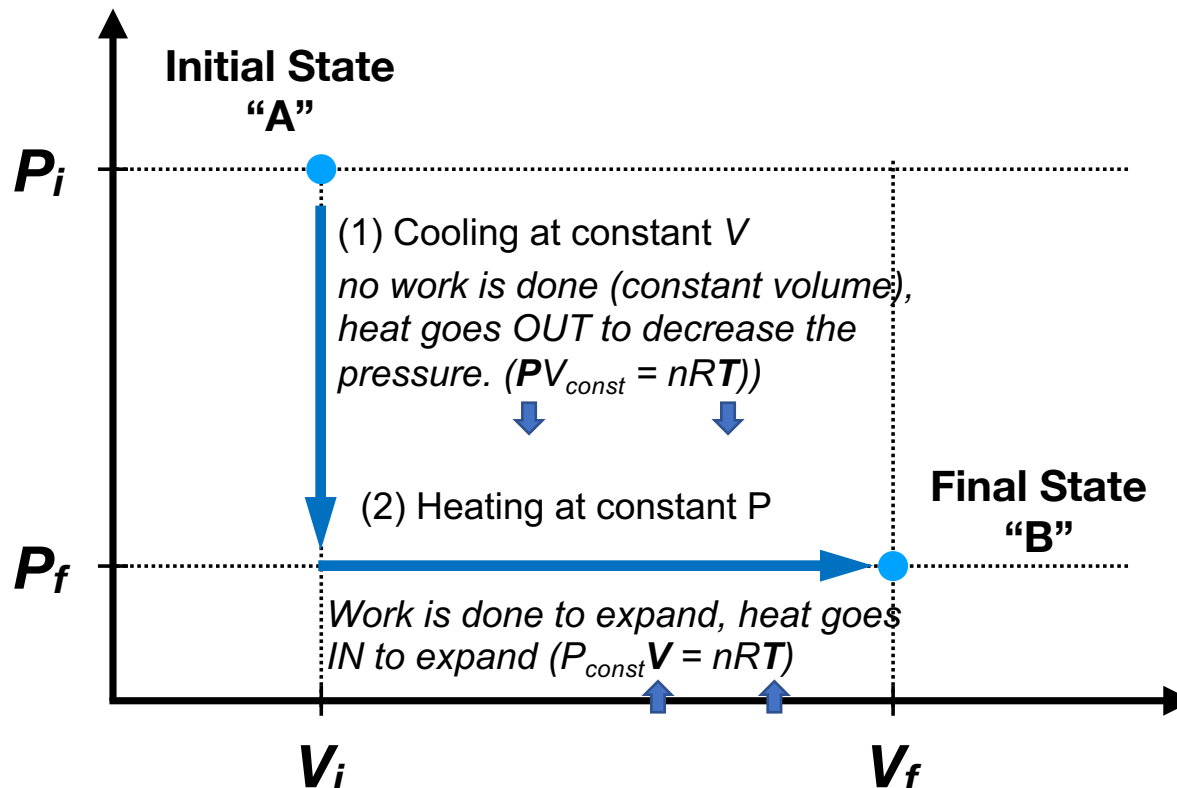 Initial State
“A”
Pi
(1) Cooling at constant V
no work is done (constant volume),
heat goes OUT to decrease the
pressure. (PVconst = nRT))
(2) Heating at constant P
Final State
“B”
Pf
Work is done to expand, heat goes
IN to expand (PconstV = nRT)
Vi
Vf